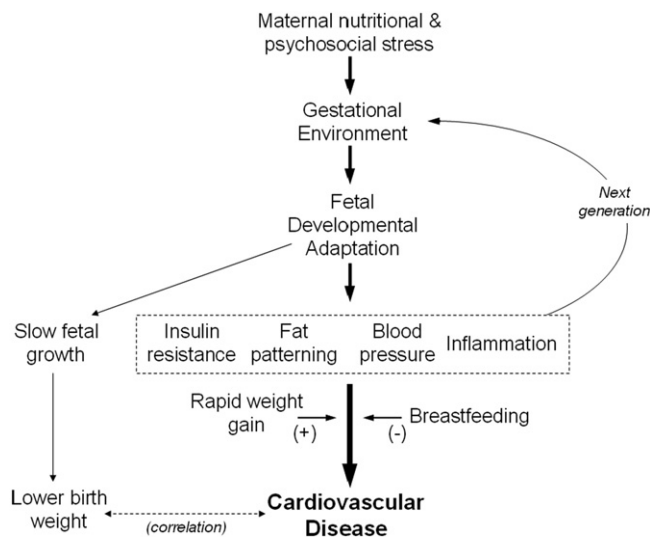 Maternal nutritional &
psychosocial stress
Gestational
Environment
Next
generation
Fetal
Developmental
Adaptation
Slow fetal
growth
Insulin
resistance
Fat
patterning
Blood
pressure
Inflammation
Rapid weight
gain
(+)
(-)
Breastfeeding
Lower birth
weight
(correlation)
Cardiovascular
Disease